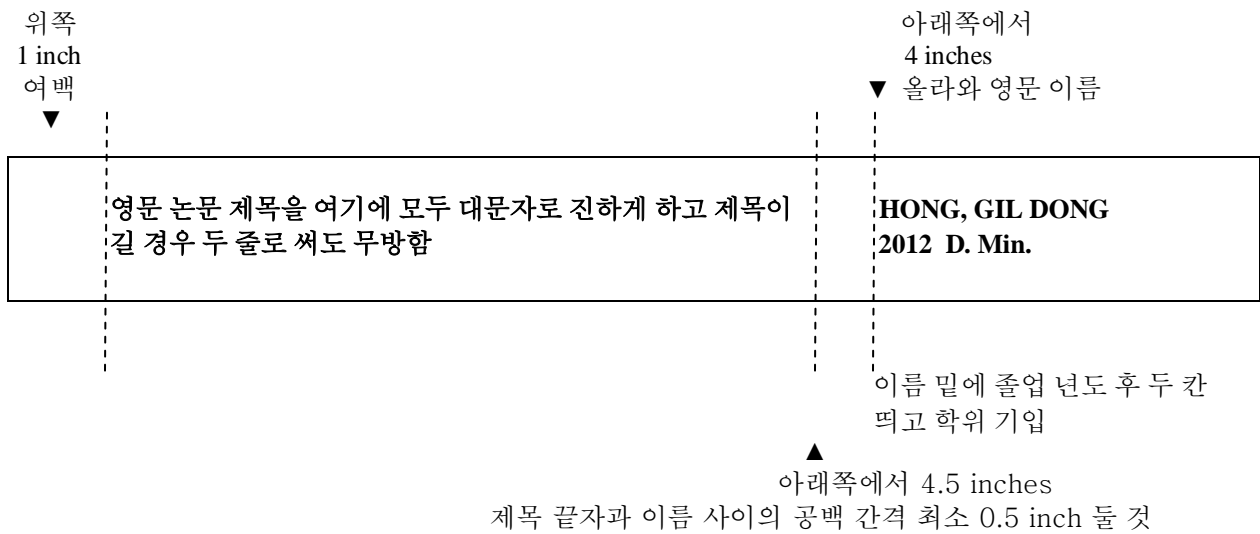 위쪽
1 inch
여백
▼
아래쪽에서
4 inches
▼ 올라와 영문 이름
영문 논문 제목을 여기에 모두 대문자로 진하게 하고 제목이
길 경우 두 줄로 써도 무방함
HONG, GIL DONG
2012 D. Min.
이름 밑에 졸업 년도 후 두 칸
띄고 학위 기입
▲
아래쪽에서 4.5 inches
제목 끝자과 이름 사이의 공백 간격 최소 0.5 inch 둘 것